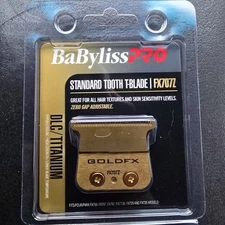 BaBylissPRO
STANDARD TOOTH T-BLADE | FX707Z
GREAT FOR ALL HAIR TEXTURES AND SKIN SENSITIVITY LEVELS.
ZERO GAP ADJUSTABLE.
DLC/TITANIUM
GOLDFX
FX707Z